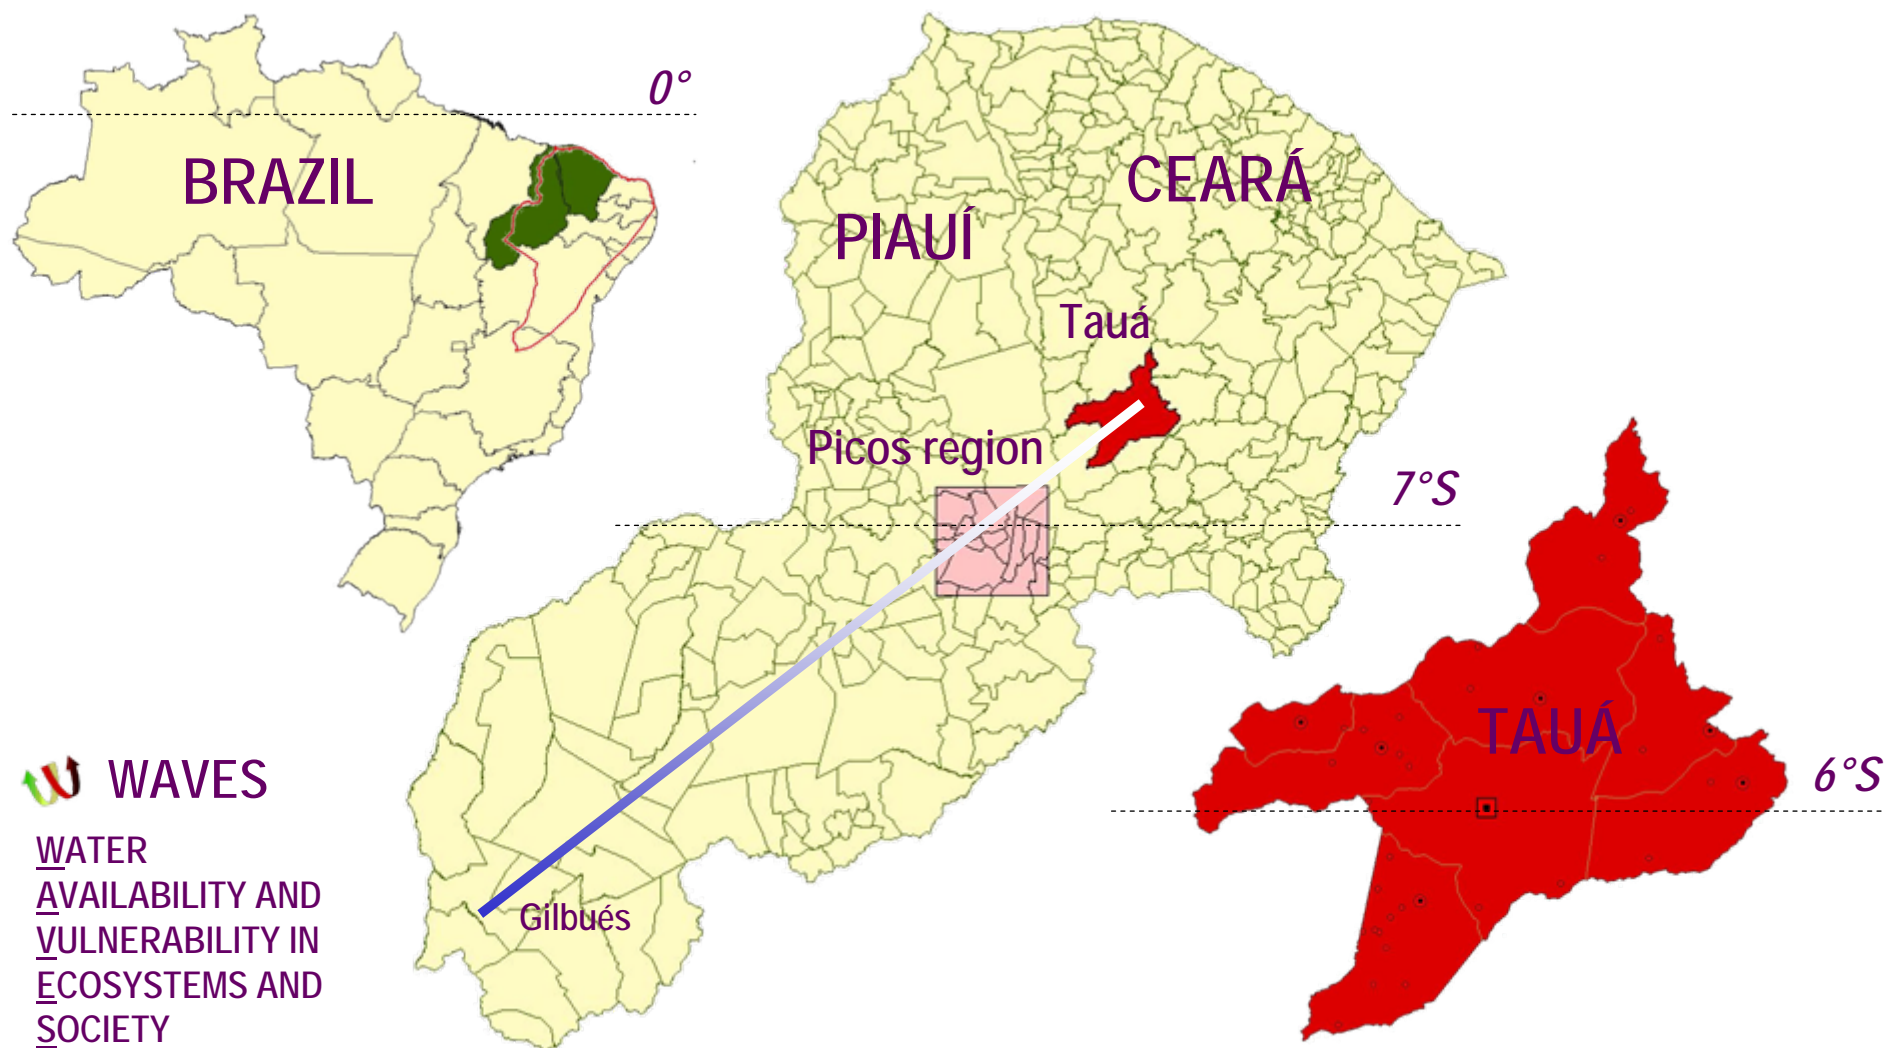 0°
BRAZIL
CEARÁ
PIAUÍ
Tauá
Picos region
7°S
TAUÁ
6°S
WAVES
WATER
AVAILABILITY AND
VULNERABILITY IN
ECOSYSTEMS AND
SOCIETY
Gilbués